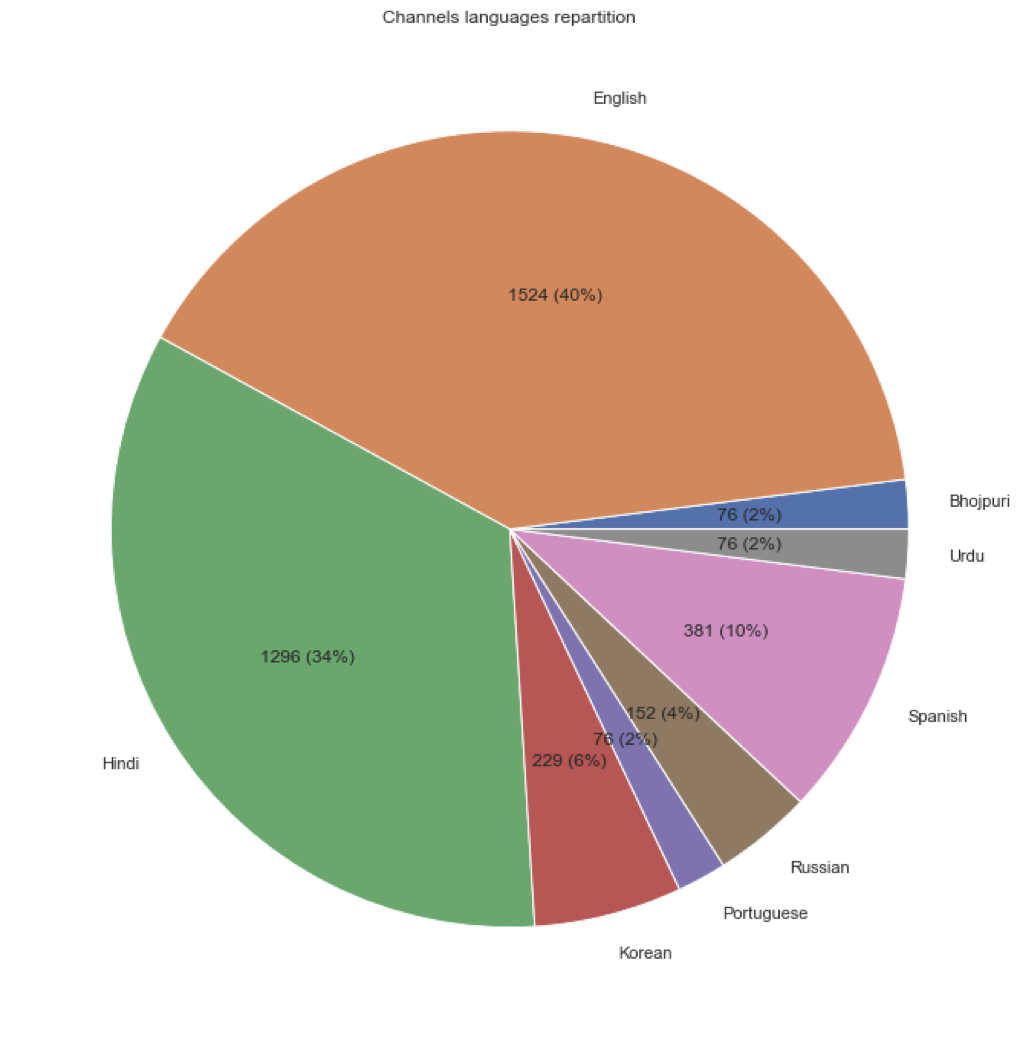 Channels languages repartition
English
1524 (40%)
Bhojpuri
76 (2%)
76 (2%)
Urdu
381 (10%)
1296 (34%)
152 (4%)
Spanish
76 (2%)
229 (6%)
Hindi
Russian
Portuguese
Korean